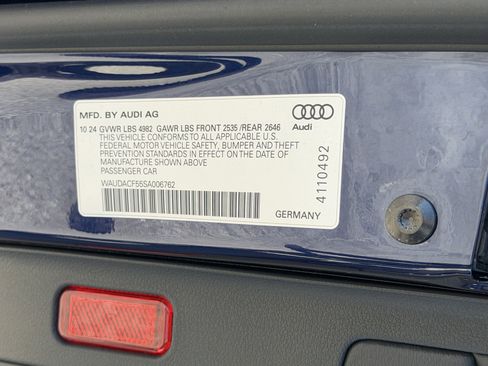 MFD. BY AUDI AG
Audi
10 24 GVWR LBS 4982 GAWR LBS FRONT 2535 /REAR 2646
THIS VEHICLE CONFORMS TO ALL APPLICABLE U.S.
FEDERAL MOTOR VEHICLE SAFETY, BUMPER AND THEFT
PREVENTION STANDARDS IN EFFECT ON THE DATE OF
MANUFACTURE SHOWN ABOVE
PASSENGER CAR
WAUDACF55SA006762
GERMANY
4110492